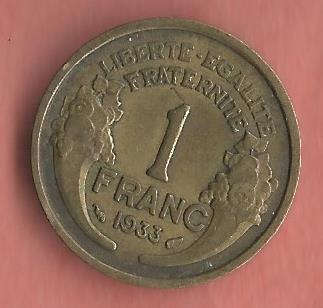 LIBERTE-EGALITE
FRATERNITE
1
FRANC
1933